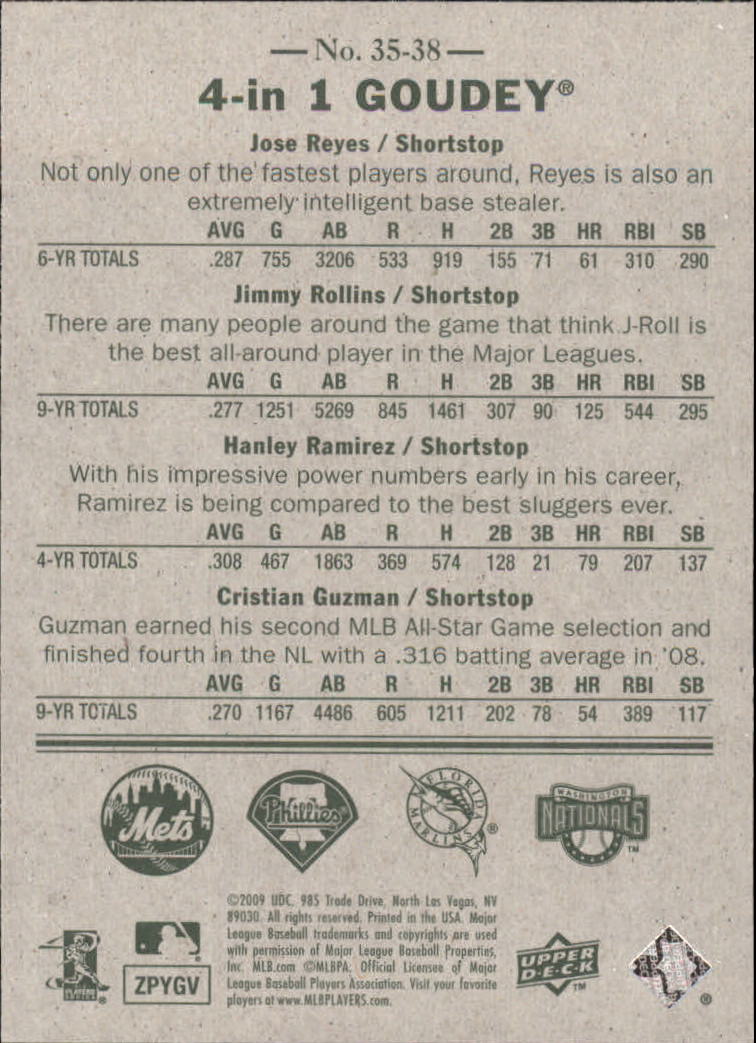 — No. 35-38 —
4-in 1 GOUDEY®
Jose Reyes / Shortstop
Not only one of the fastest players around, Reyes is also an
extremely intelligent base stealer.
AVG G AB R H 2B 3B HR RBI SB
6-YR TOTALS .287 755 3206 533 919 155 71 61 310 290
Jimmy Rollins / Shortstop
There are many people around the game that think J-Roll is
the best all-around player in the Major Leagues.
AVG G AB R H 2B 3B HR RBI SB
9-YR TOTALS .277 1251 5269 845 1461 307 90 125 544 295
Hanley Ramirez / Shortstop
With his impressive power numbers early in his career,
Ramirez is being compared to the best sluggers ever.
AVG G AB R H 2B 3B HR RBI SB
4-YR TOTALS .308 467 1863 369 574 128 21 79 207 137
Cristian Guzman / Shortstop
Guzman earned his second MLB All-Star Game selection and
finished fourth in the NL with a .316 batting average in '08.
AVG G AB R H 2B 3B HR RBI SB
9-YR TOTALS .270 1167 4486 605 1211 202 78 54 389 117
Mets
Phillies
FLORIDA MARLINS ®
WASHINGTON NATIONALS ™
©2009 UDC, 985 Trade Drive, North Las Vegas, NV
89030. All rights reserved. Printed in the USA. Major
League Baseball trademarks and copyrights are used
with permission of Major League Baseball Properties,
Inc. MLB.com ©MLBPA. Official Licensee of Major
League Baseball Players Association. Visit your favorite
players at www.MLBPLAYERS.com.
ZPYGV
UPPER DECK ™
®